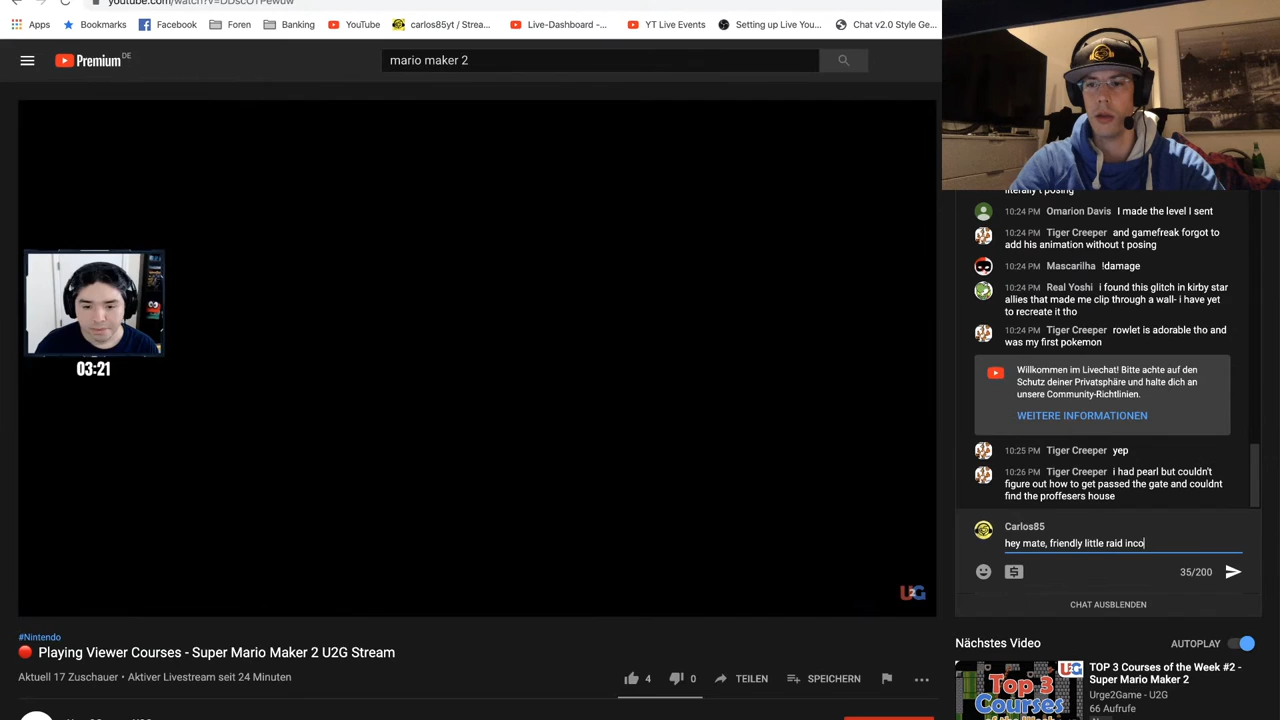 youtube.com/watch?v=DDscOTPewuw
Apps
Bookmarks
Facebook
Foren
Banking
YouTube
carlos85yt / Strea...
Live-Dashboard -...
YT Live Events
Setting up Live You...
Chat v2.0 Style Ge...
Premium DE
mario maker 2
03:21
U2G
literally t posing
10:24 PM Omarion Davis I made the level I sent
10:24 PM Tiger Creeper and gamefreak forgot to
add his animation without t posing
10:24 PM Mascarilha !damage
10:24 PM Real Yoshi i found this glitch in kirby star
allies that made me clip through a wall- i have yet
to recreate it tho
10:24 PM Tiger Creeper rowlet is adorable tho and
was my first pokemon
Willkommen im Livechat! Bitte achte auf den
Schutz deiner Privatsphäre und halte dich an
unsere Community-Richtlinien.
WEITERE INFORMATIONEN
10:25 PM Tiger Creeper yep
10:26 PM Tiger Creeper i had pearl but couldn't
figure out how to get passed the gate and couldnt
find the proffesers house
Carlos85
hey mate, friendly little raid inco
35/200
CHAT AUSBLENDEN
#Nintendo
Playing Viewer Courses - Super Mario Maker 2 U2G Stream
Aktuell 17 Zuschauer • Aktiver Livestream seit 24 Minuten
4
0
TEILEN
SPEICHERN
Nächstes Video
AUTOPLAY
Top 3
Courses
of the Week
U2G
TOP 3 Courses of the Week #2 -
Super Mario Maker 2
Urge2Game - U2G
66 Aufrufe